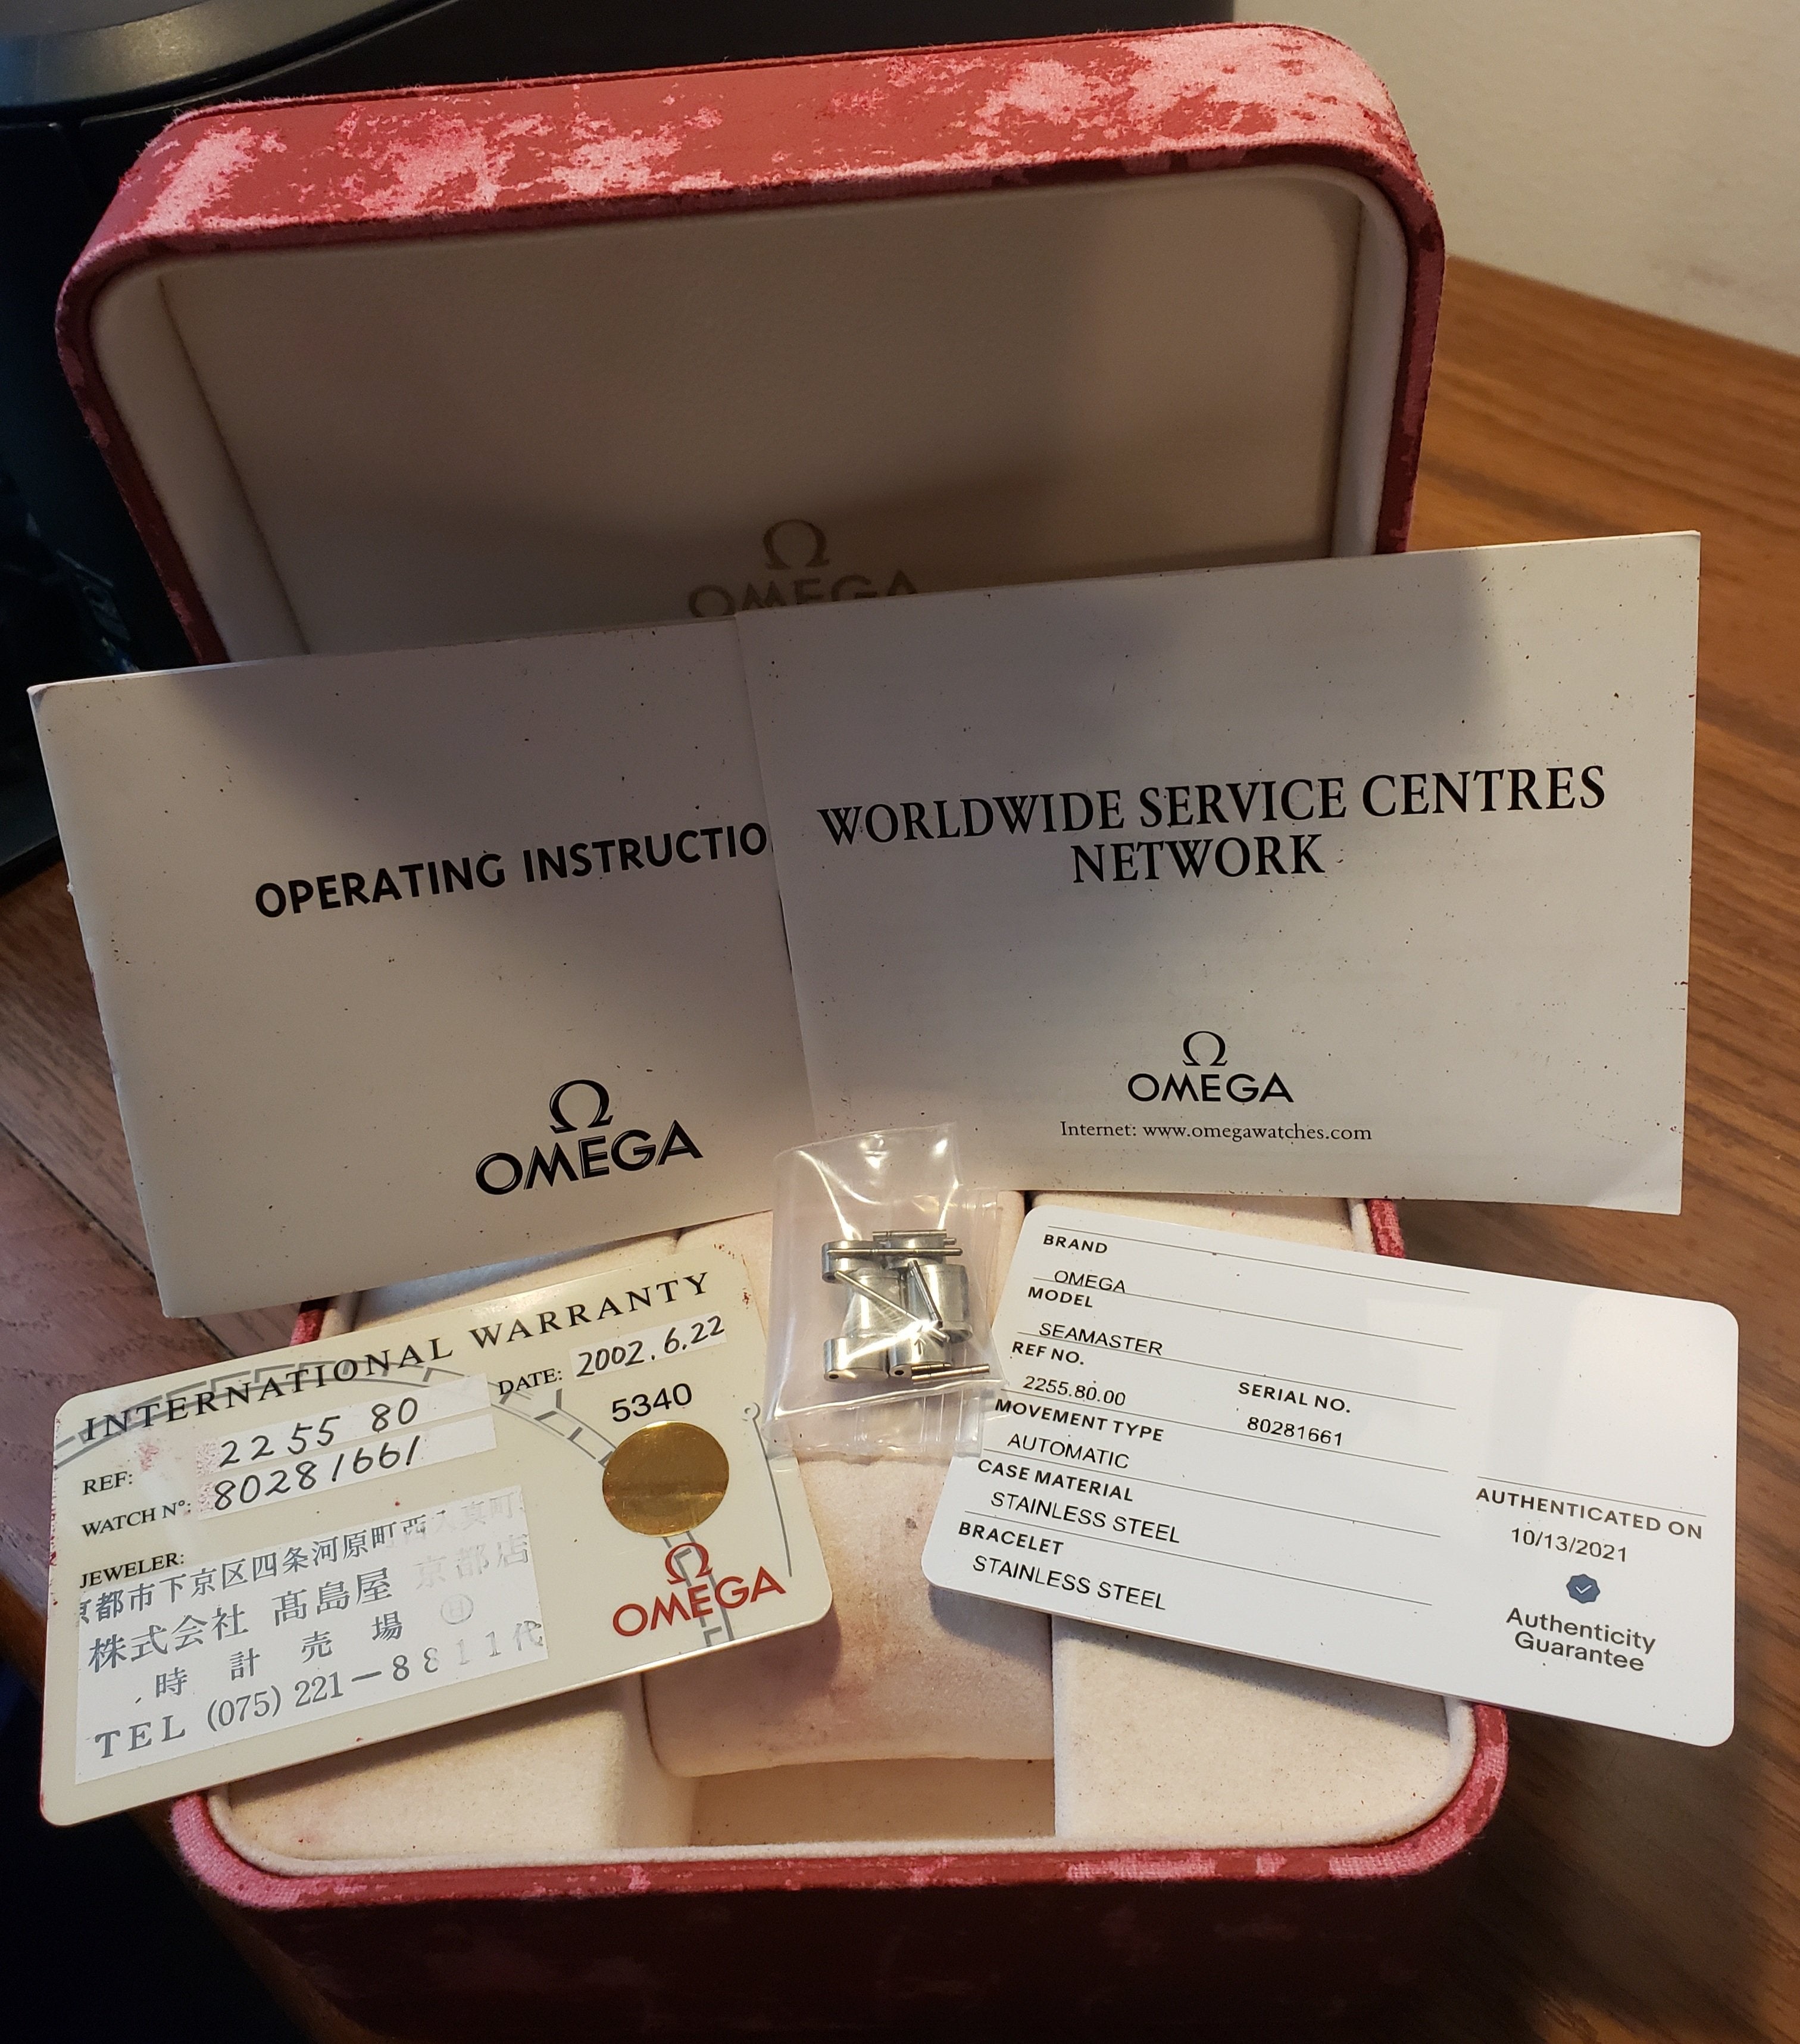 Ω
OMEGA
OPERATING INSTRUCTIO
Ω
OMEGA
WORLDWIDE SERVICE CENTRES
NETWORK
Ω
OMEGA
Internet: www.omegawatches.com
INTERNATIONAL WARRANTY
DATE: 2002.6.22
5340
REF: 2255 80
WATCH Nº: 80281661
JEWELER:
京都市下京区四条河原町西入真町
株式会社 髙島屋 京都店
時計売場
TEL (075) 221-8811代
Ω
OMEGA
BRAND
OMEGA
MODEL
SEAMASTER
REF NO.
2255.80.00
SERIAL NO.
80281661
MOVEMENT TYPE
AUTOMATIC
CASE MATERIAL
STAINLESS STEEL
BRACELET
STAINLESS STEEL
AUTHENTICATED ON
10/13/2021
Authenticity
Guarantee